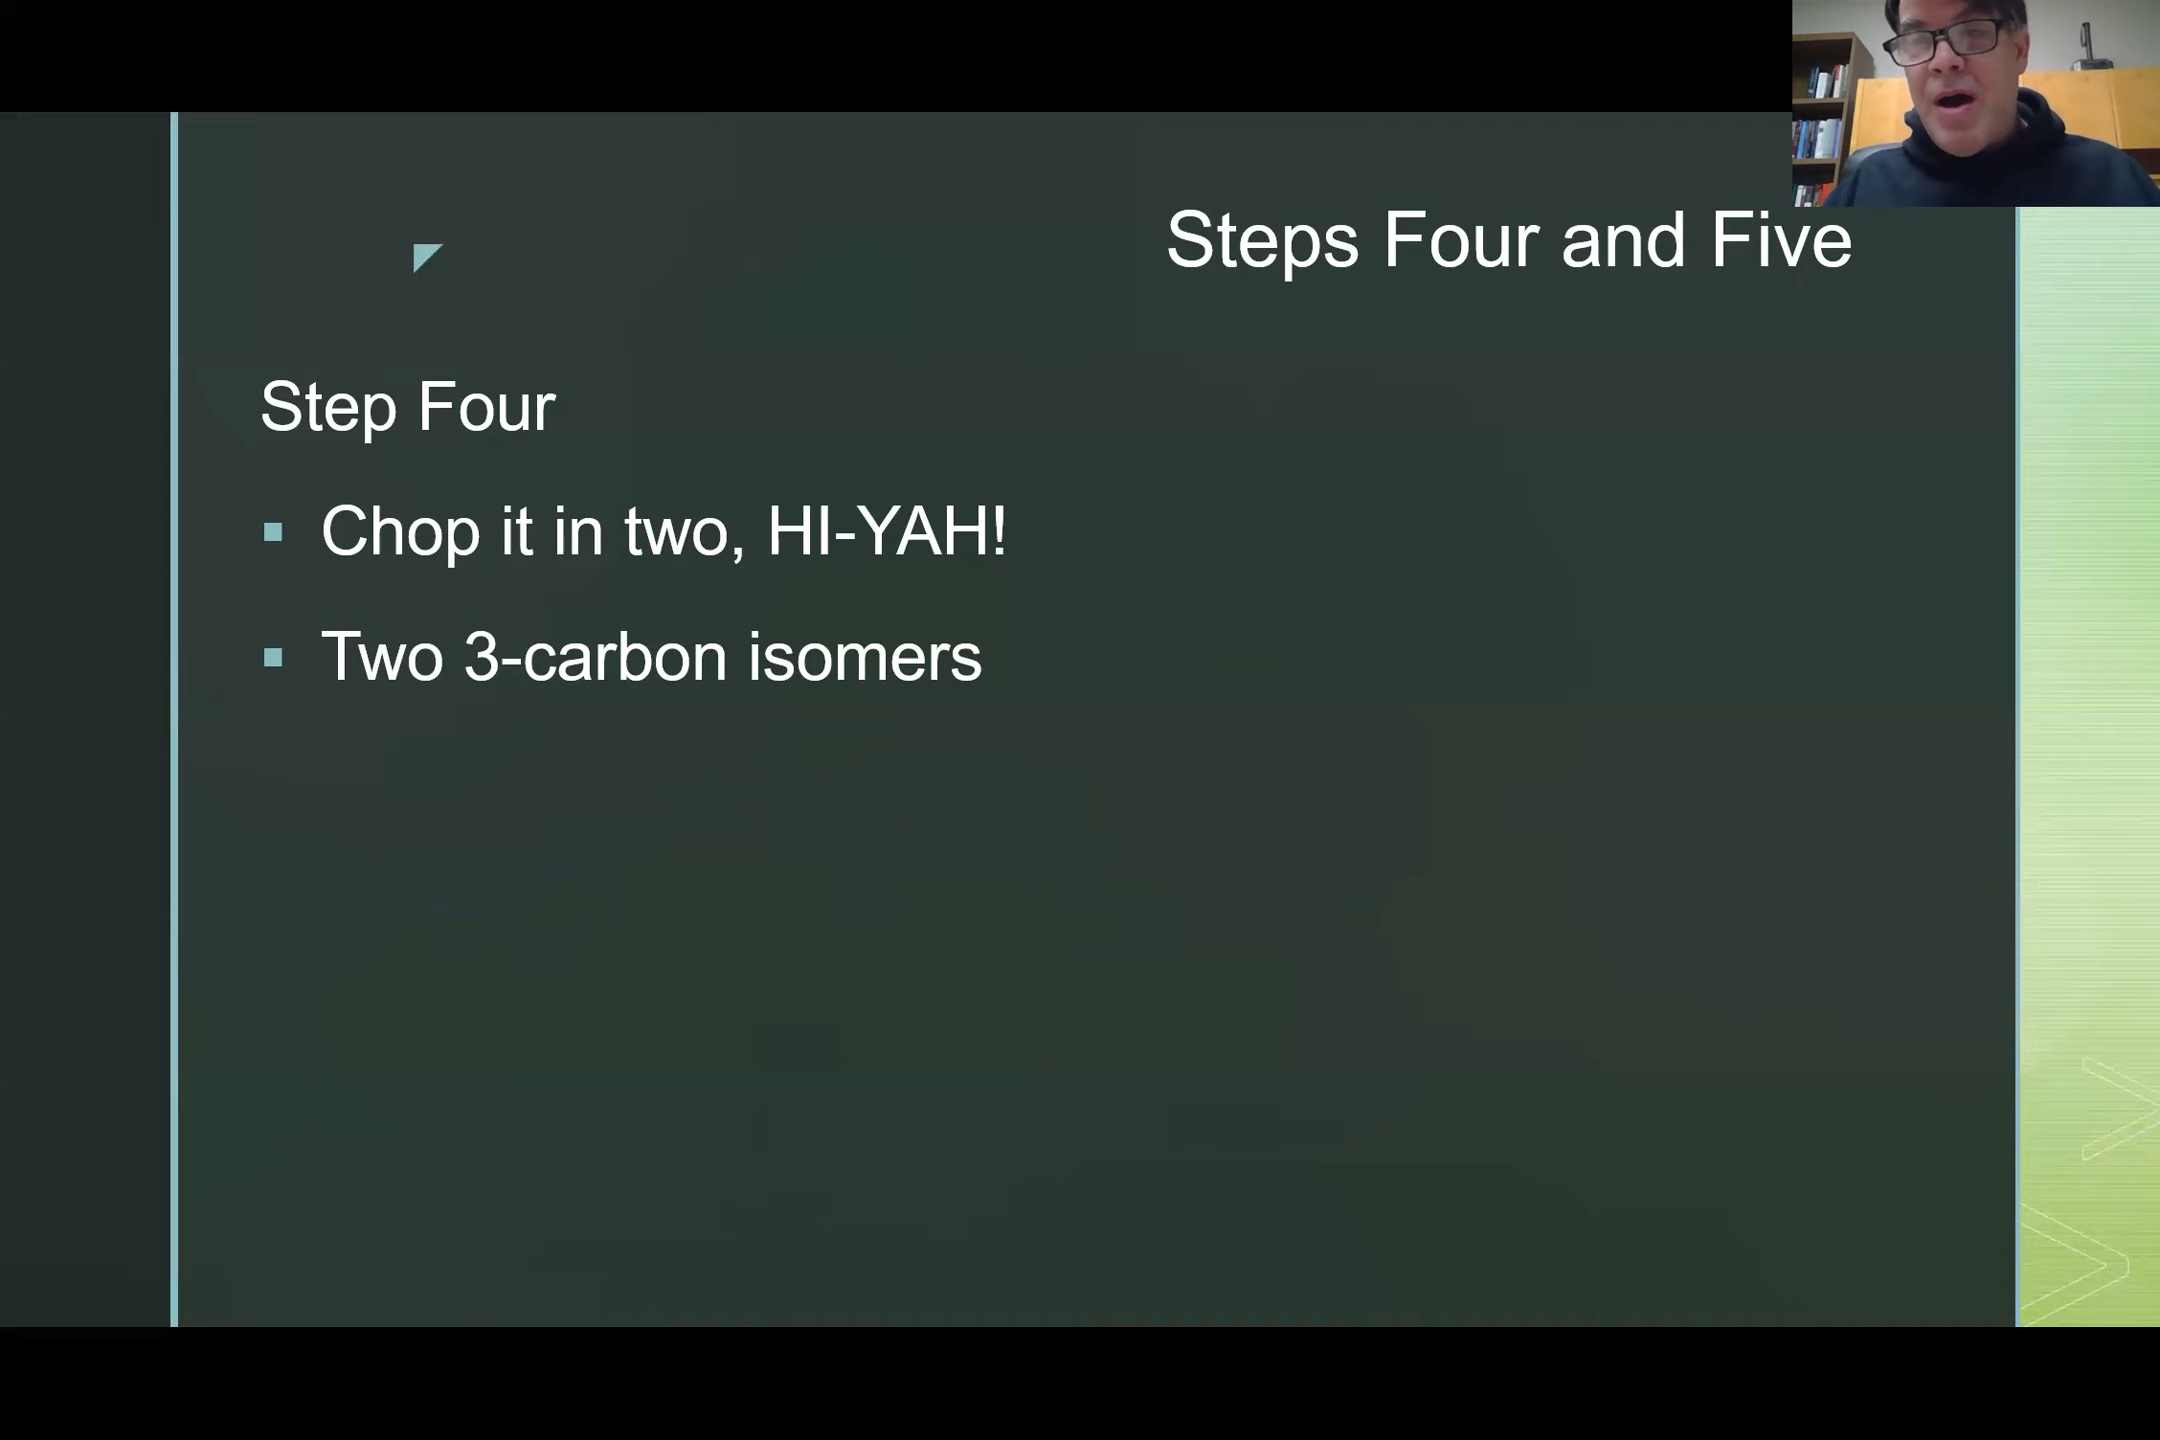 Steps Four and Five
Step Four
Chop it in two, HI-YAH!
Two 3-carbon isomers